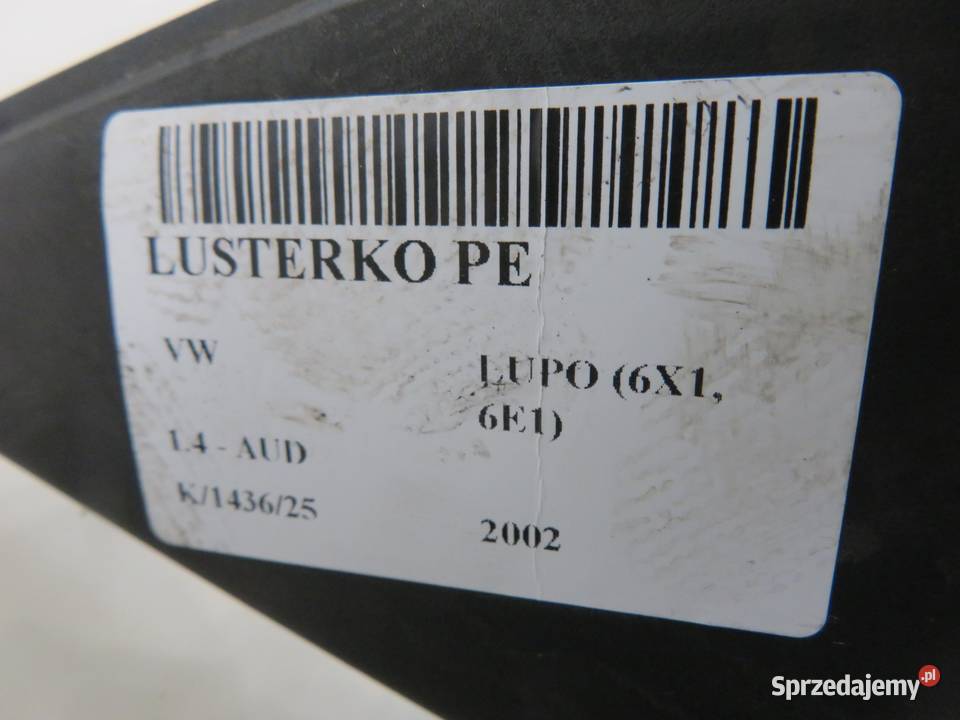 LUSTERKO PE
VW
LUPO (6X1,
6E1)
1.4 - AUD
K/1436/25
2002
Sprzedajemy.pl